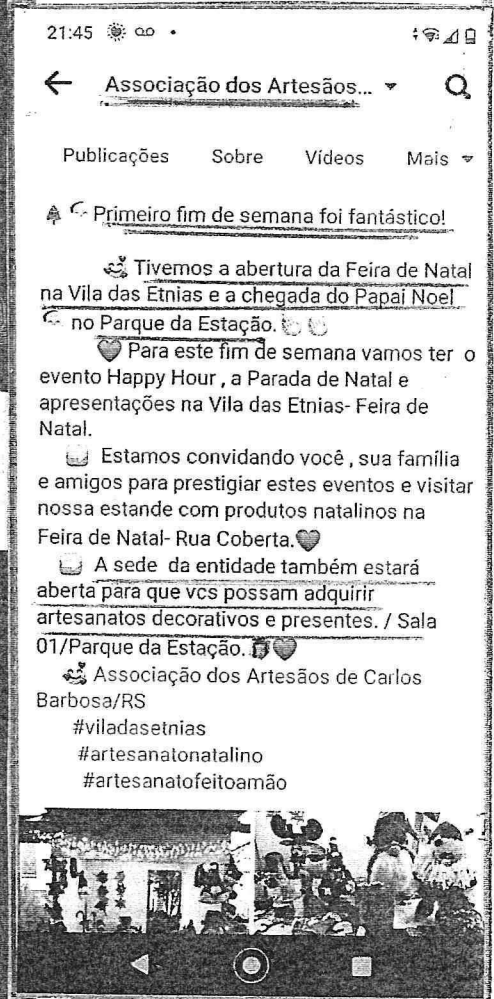 21:45
Associação dos Artesãos...
Publicações Sobre Vídeos Mais
Primeiro fim de semana foi fantástico!
Tivemos a abertura da Feira de Natal
na Vila das Etnias e a chegada do Papai Noel
no Parque da Estação.
Para este fim de semana vamos ter o
evento Happy Hour , a Parada de Natal e
apresentações na Vila das Etnias- Feira de
Natal.
Estamos convidando você , sua família
e amigos para prestigiar estes eventos e visitar
nossa estande com produtos natalinos na
Feira de Natal- Rua Coberta.
A sede da entidade também estará
aberta para que vcs possam adquirir
artesanatos decorativos e presentes. / Sala
01/Parque da Estação.
Associação dos Artesãos de Carlos
Barbosa/RS
#viladasetnias
#artesanatonatalino
#artesanatofeitoamão